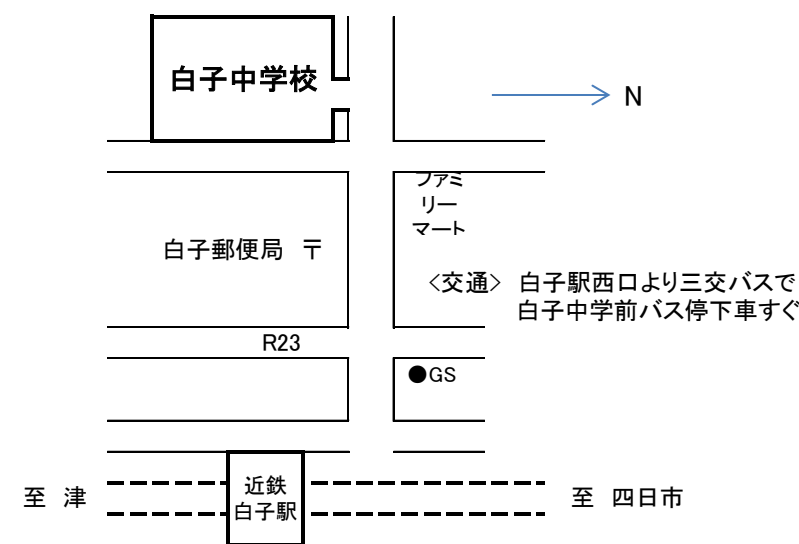 白子中学校
N
ファミ
リー
マート
白子郵便局 〒
〈交通〉 白子駅西口より三交バスで
白子中学前バス停下車すぐ
R23
●GS
近鉄
白子駅
至 津
至 四日市